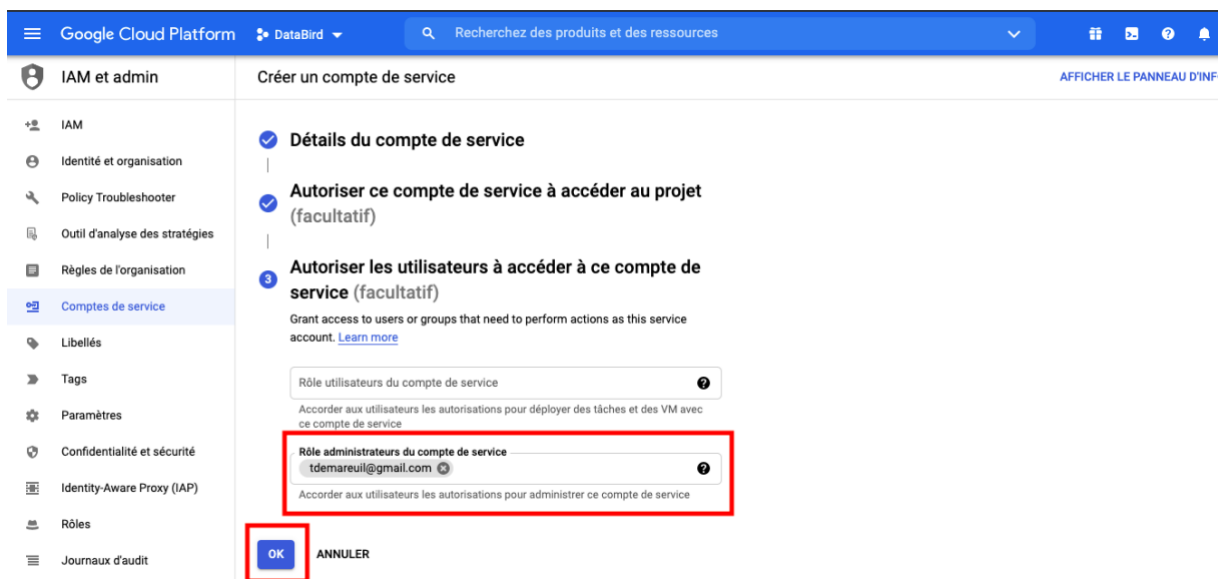 Google Cloud Platform
DataBird
Recherchez des produits et des ressources
IAM et admin
Créer un compte de service
AFFICHER LE PANNEAU D'INF
IAM
Identité et organisation
Policy Troubleshooter
Outil d'analyse des stratégies
Règles de l'organisation
Comptes de service
Libellés
Tags
Paramètres
Confidentialité et sécurité
Identity-Aware Proxy (IAP)
Rôles
Journaux d'audit
Détails du compte de service
Autoriser ce compte de service à accéder au projet
(facultatif)
3
Autoriser les utilisateurs à accéder à ce compte de
service (facultatif)
Grant access to users or groups that need to perform actions as this service
account. Learn more
Rôle utilisateurs du compte de service
Accorder aux utilisateurs les autorisations pour déployer des tâches et des VM avec
ce compte de service
Rôle administrateurs du compte de service
tdemareuil@gmail.com
Accorder aux utilisateurs les autorisations pour administrer ce compte de service
OK
ANNULER